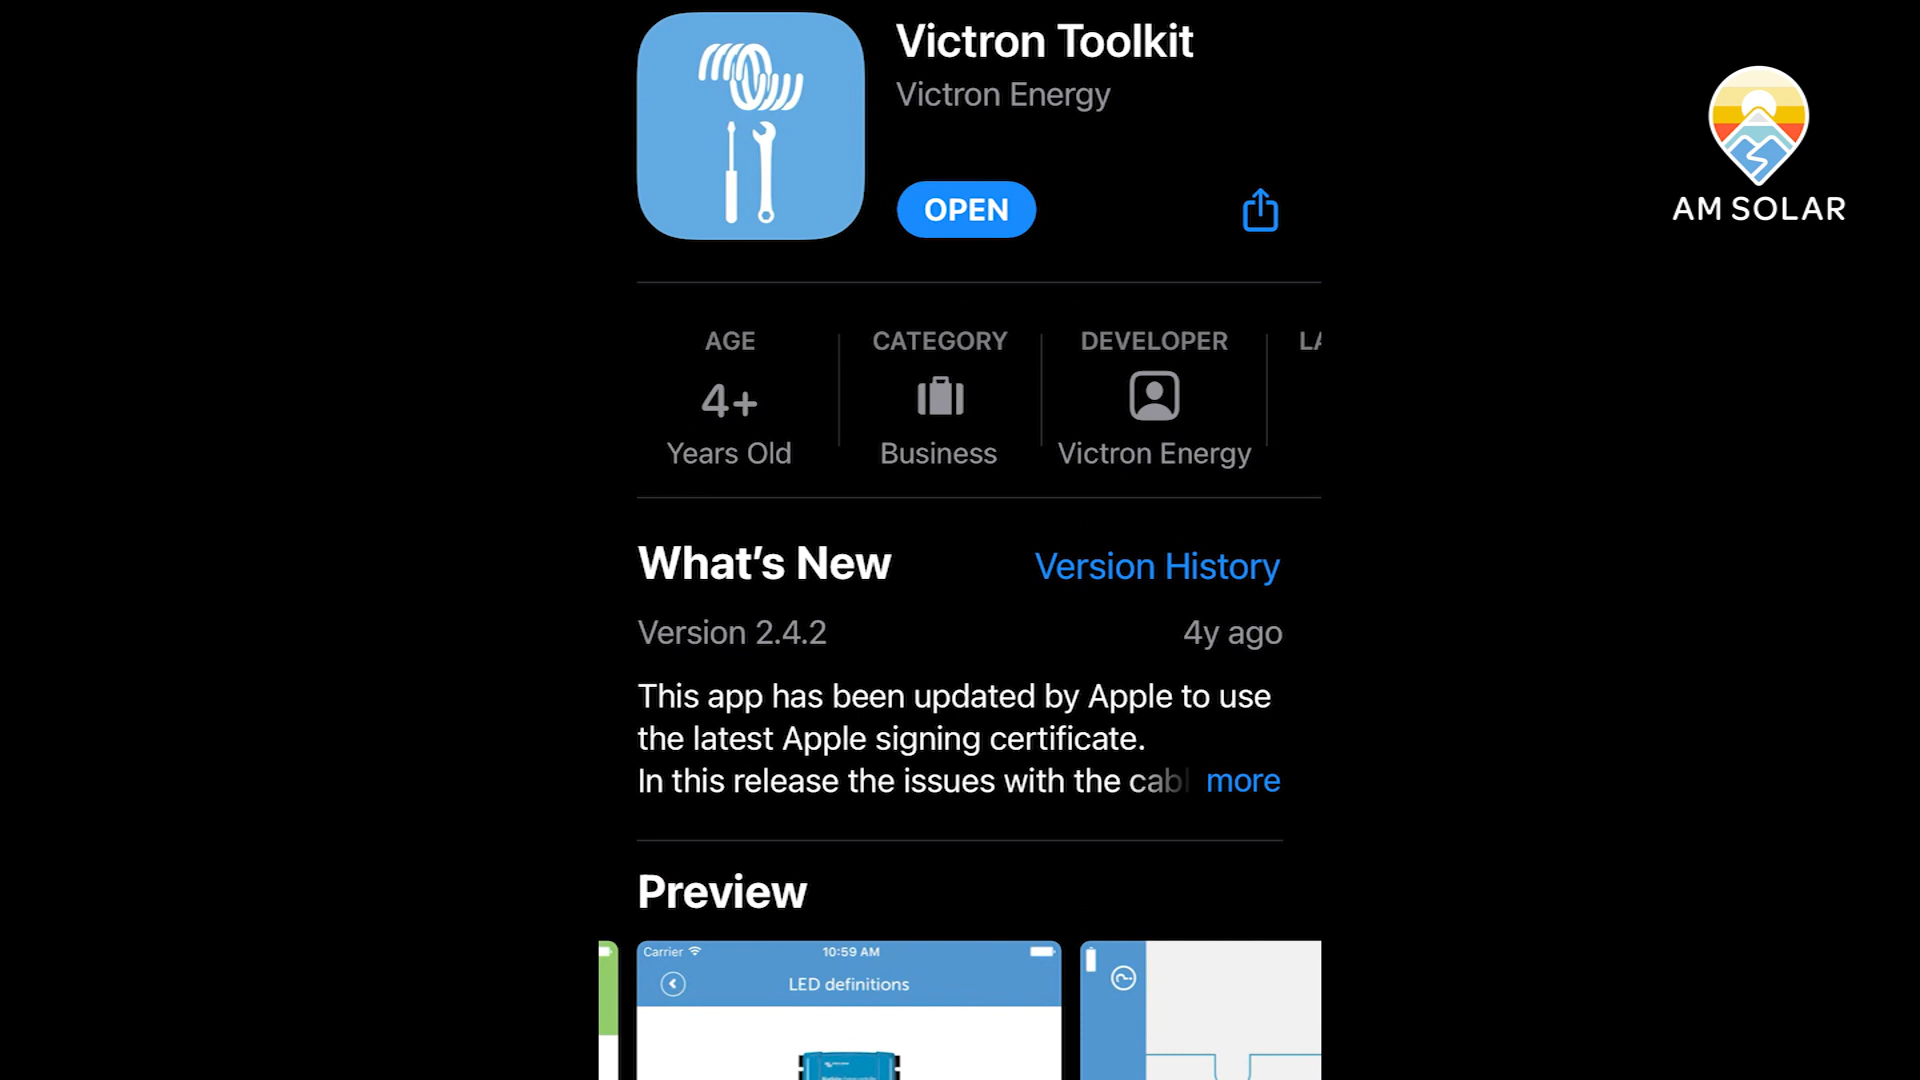 Victron Toolkit
Victron Energy
OPEN
AM SOLAR
AGE
CATEGORY
DEVELOPER
4+
Years Old
Business
Victron Energy
What's New
Version History
Version 2.4.2
4y ago
This app has been updated by Apple to use
the latest Apple signing certificate.
In this release the issues with the cab
more
Preview
Carrier
10:59 AM
LED definitions